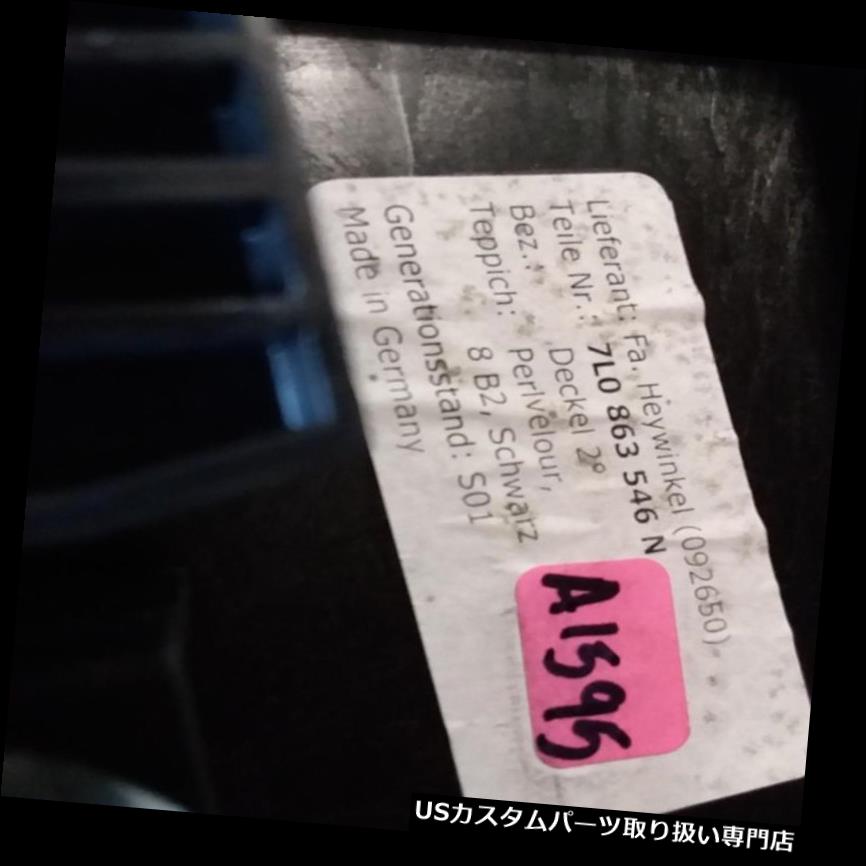 Lieferant: Fa. Heywinkel (092650)
Teile Nr.: 7L0 863 546 N
Bez.: Deckel 2°
Teppich: Perlvelour,
8 B2, Schwarz
Generationsstand: S01
Made in Germany
A1595
USカスタムパーツ取り扱い専門店